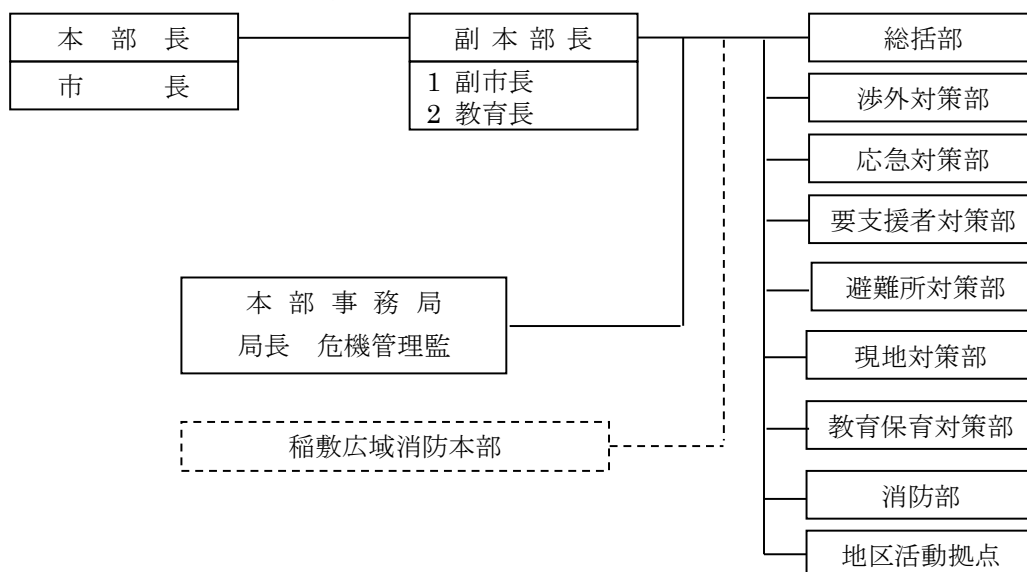 本部長
市長
副本部長
1 副市長
2 教育長
本部事務局
局長 危機管理監
稲敷広域消防本部
総括部
渉外対策部
応急対策部
要支援者対策部
避難所対策部
現地対策部
教育保育対策部
消防部
地区活動拠点